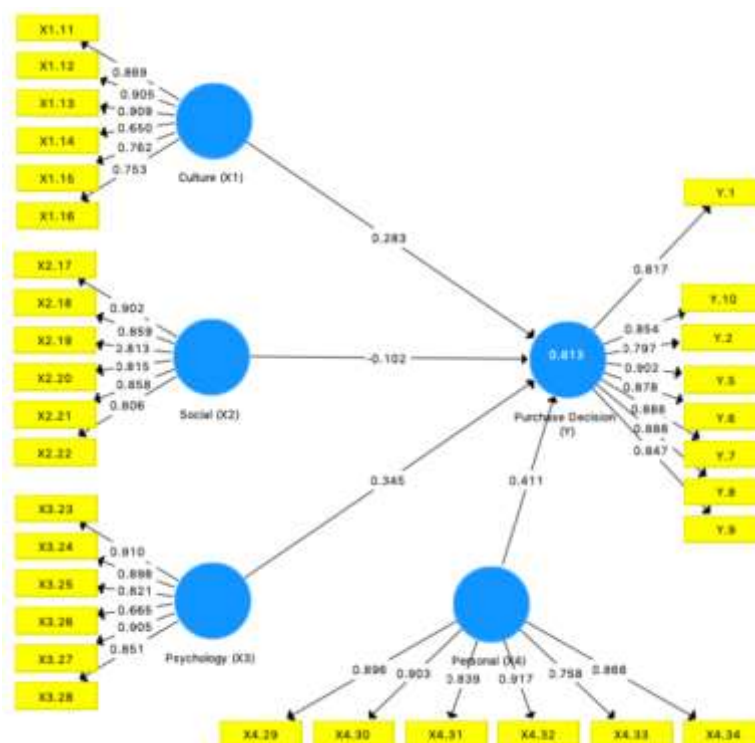 X1.11
X1.12
X1.13
X1.14
X1.15
X1.16
0.869
0.905
0.909
0.650
0.762
0.753
Culture (X1)
0.283
X2.17
X2.18
X2.19
X2.20
X2.21
X2.22
0.902
0.859
0.813
0.815
0.858
0.806
Social (X2)
-0.102
X3.23
X3.24
X3.25
X3.26
X3.27
X3.28
0.910
0.898
0.821
0.665
0.905
0.851
Psychology (X3)
0.345
0.411
0.813
Purchase Decision
(Y)
0.817
0.854
0.797
0.902
0.878
0.888
0.888
0.847
Y.1
Y.10
Y.2
Y.5
Y.6
Y.7
Y.8
Y.9
Personal (X4)
0.896
0.903
0.839
0.917
0.758
0.866
X4.29
X4.30
X4.31
X4.32
X4.33
X4.34